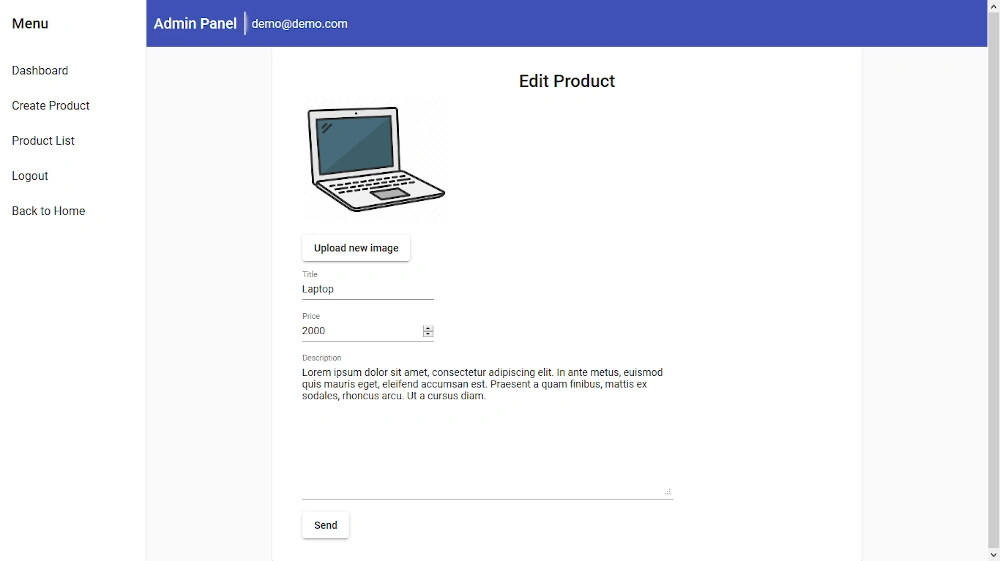 Menu
Admin Panel
demo@demo.com
Dashboard
Create Product
Product List
Logout
Back to Home
Edit Product
Upload new image
Title
Laptop
Price
2000
Description
Lorem ipsum dolor sit amet, consectetur adipiscing elit. In ante metus, euismod
quis mauris eget, eleifend accumsan est. Praesent a quam finibus, mattis ex
sodales, rhoncus arcu. Ut a cursus diam.
Send